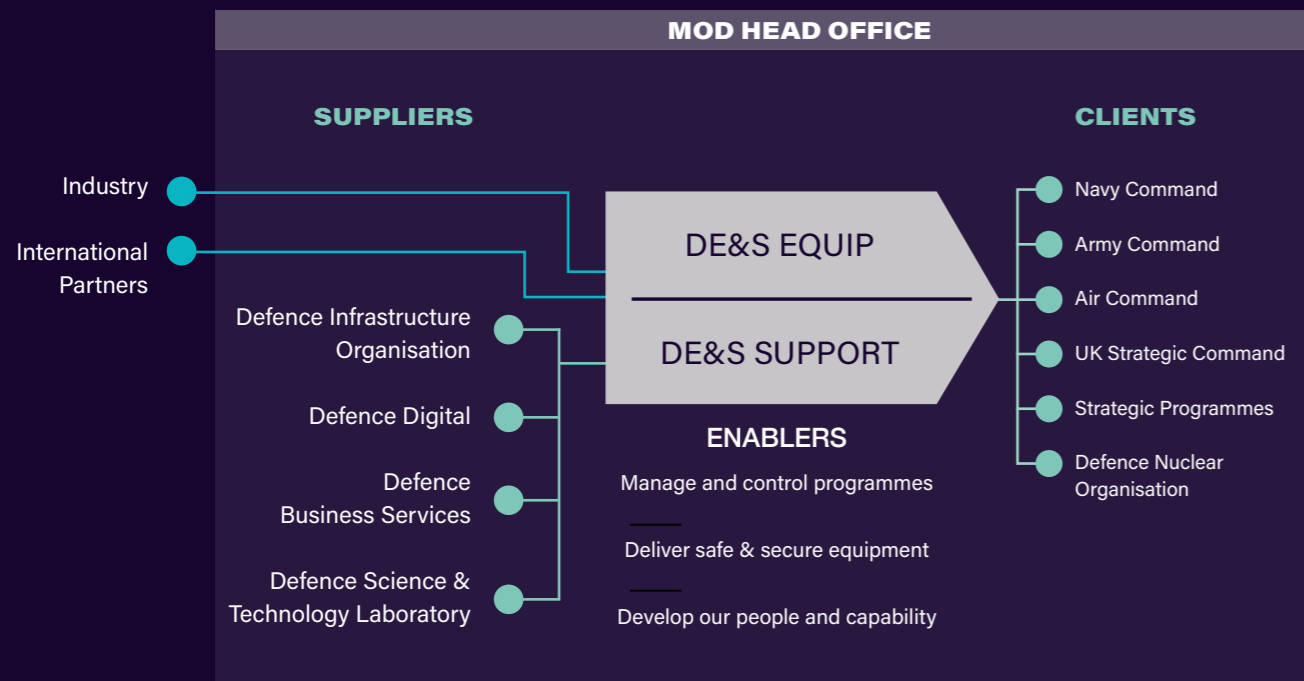 MOD HEAD OFFICE
SUPPLIERS
Industry
International
Partners
Defence Infrastructure
Organisation
Defence Digital
Defence
Business Services
Defence Science &
Technology Laboratory
DE&S EQUIP
DE&S SUPPORT
ENABLERS
Manage and control programmes
Deliver safe & secure equipment
Develop our people and capability
CLIENTS
Navy Command
Army Command
Air Command
UK Strategic Command
Strategic Programmes
Defence Nuclear
Organisation